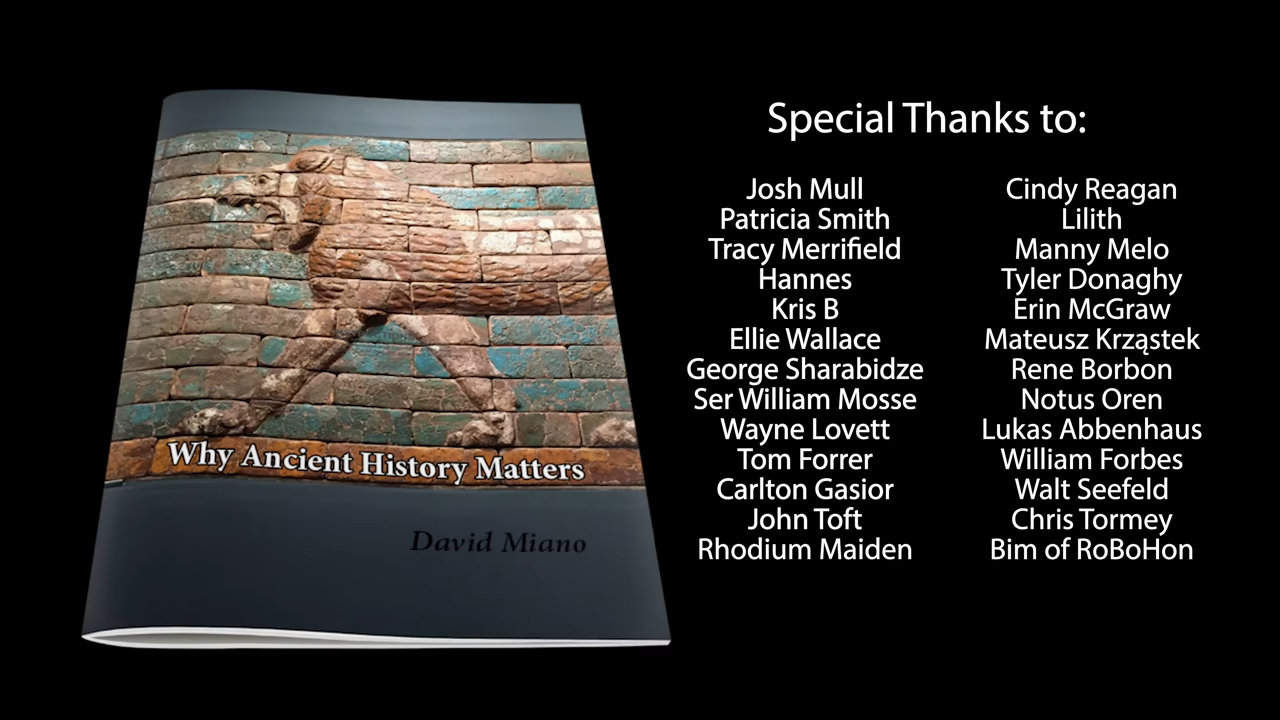 Why Ancient History Matters
David Miano
Special Thanks to:
Josh Mull
Patricia Smith
Tracy Merrifield
Hannes
Kris B
Ellie Wallace
George Sharabidze
Ser William Mosse
Wayne Lovett
Tom Forrer
Carlton Gasior
John Toft
Rhodium Maiden
Cindy Reagan
Lilith
Manny Melo
Tyler Donaghy
Erin McGraw
Mateusz Krząstek
Rene Borbon
Notus Oren
Lukas Abbenhaus
William Forbes
Walt Seefeld
Chris Tormey
Bim of RoBoHon